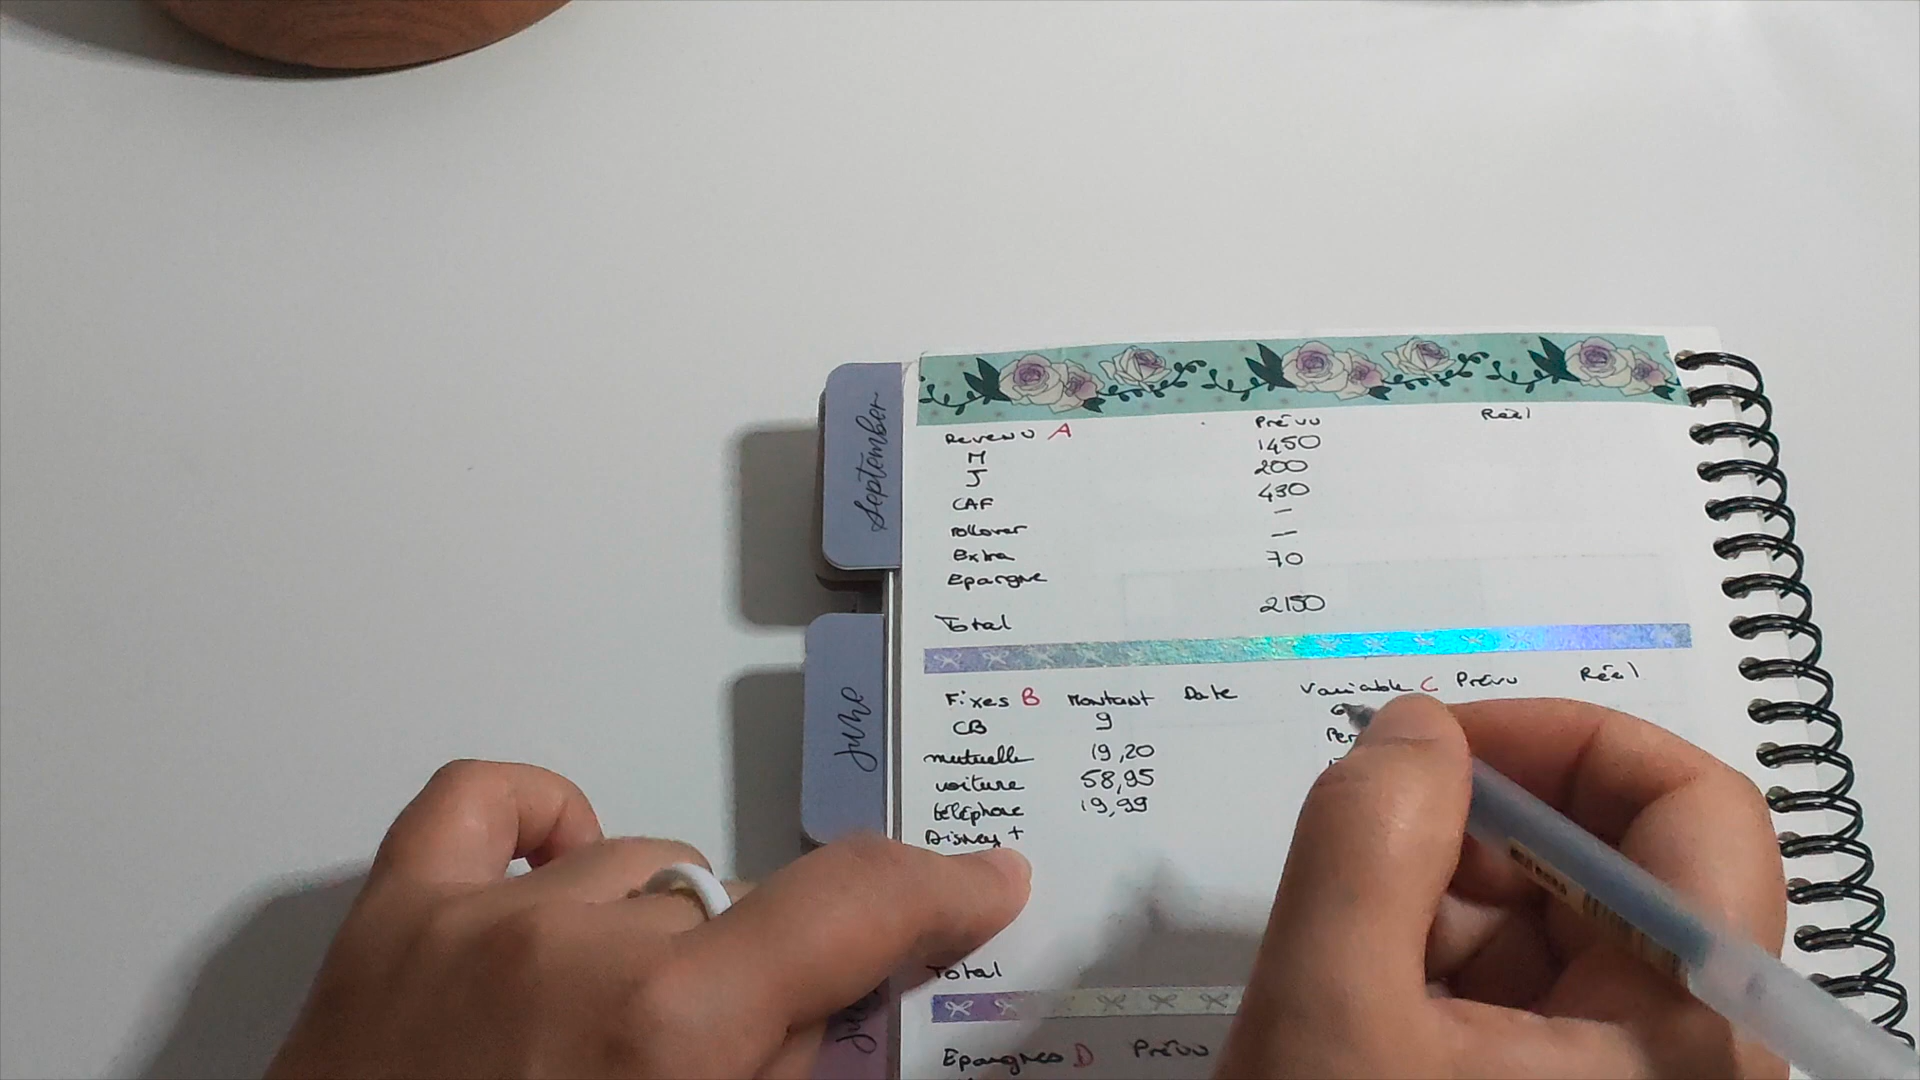 September
June
Revenu A Prévu Réel
M 1450
J 200
CAF 430
rollover —
Extra —
Epargne 70
Total 2150
Fixes B Montant Date Variable C Prévu Réel
CB 9
mutuelle 19,20
voiture 58,95
téléphone 19,99
Disney +
Total
Epargnes D Prévu